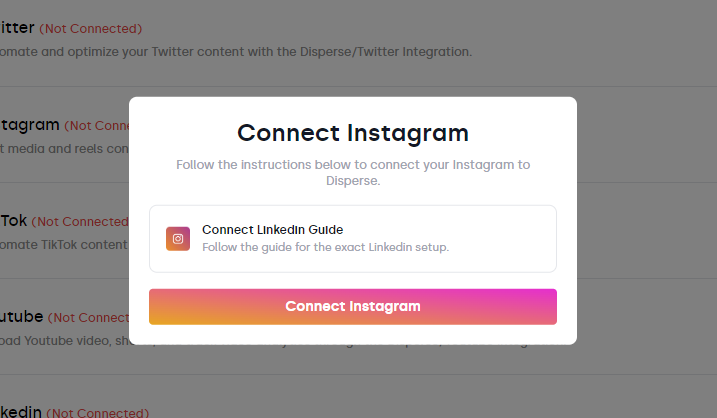 itter (Not Connected)
omate and optimize your Twitter content with the Disperse/Twitter Integration.
Connect Instagram
Follow the instructions below to connect your Instagram to
Disperse.
tagram (Not Conne
t media and reels con
Tok (Not Connected
omate TikTok content
Connect Linkedin Guide
Follow the guide for the exact Linkedin setup.
Connect Instagram
utube (Not Connect
oad Youtube video, sh
kedin (Not Connected)